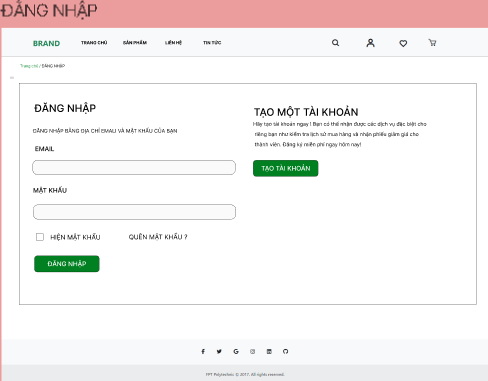 ĐĂNG NHẬP
BRAND TRANG CHỦ SẢN PHẨM LIÊN HỆ TIN TỨC
Trang chủ / ĐĂNG NHẬP
ĐĂNG NHẬP
ĐĂNG NHẬP BẰNG ĐỊA CHỈ EMAIL VÀ MẬT KHẨU CỦA BẠN
EMAIL
MẬT KHẨU
HIỆN MẬT KHẨU QUÊN MẬT KHẨU ?
ĐĂNG NHẬP
TẠO MỘT TÀI KHOẢN
Hãy tạo tài khoản ngay ! Bạn có thể nhận được các dịch vụ đặc biệt cho
riêng bạn như kiểm tra lịch sử mua hàng và nhận phiếu giảm giá cho
thành viên. Đăng ký miễn phí ngay hôm nay!
TẠO TÀI KHOẢN
FPT Polytechnic © 2017. All rights reserved.